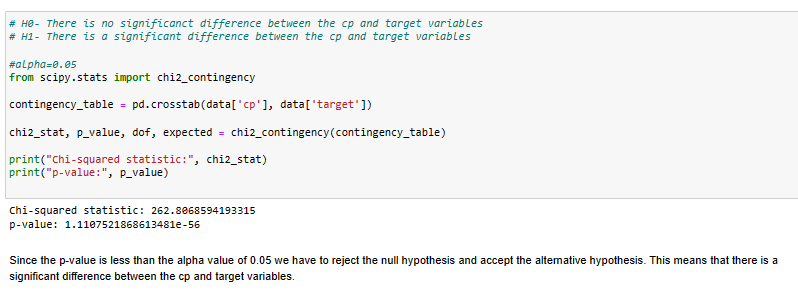 # H0- There is no significanct difference between the cp and target variables
# H1- There is a significant difference between the cp and target variables
#alpha=0.05
from scipy.stats import chi2_contingency
contingency_table = pd.crosstab(data['cp'], data['target'])
chi2_stat, p_value, dof, expected = chi2_contingency(contingency_table)
print("Chi-squared statistic:", chi2_stat)
print("p-value:", p_value)
Chi-squared statistic: 262.8068594193315
p-value: 1.1107521868613481e-56
Since the p-value is less than the alpha value of 0.05 we have to reject the null hypothesis and accept the alternative hypothesis. This means that there is a
significant difference between the cp and target variables.